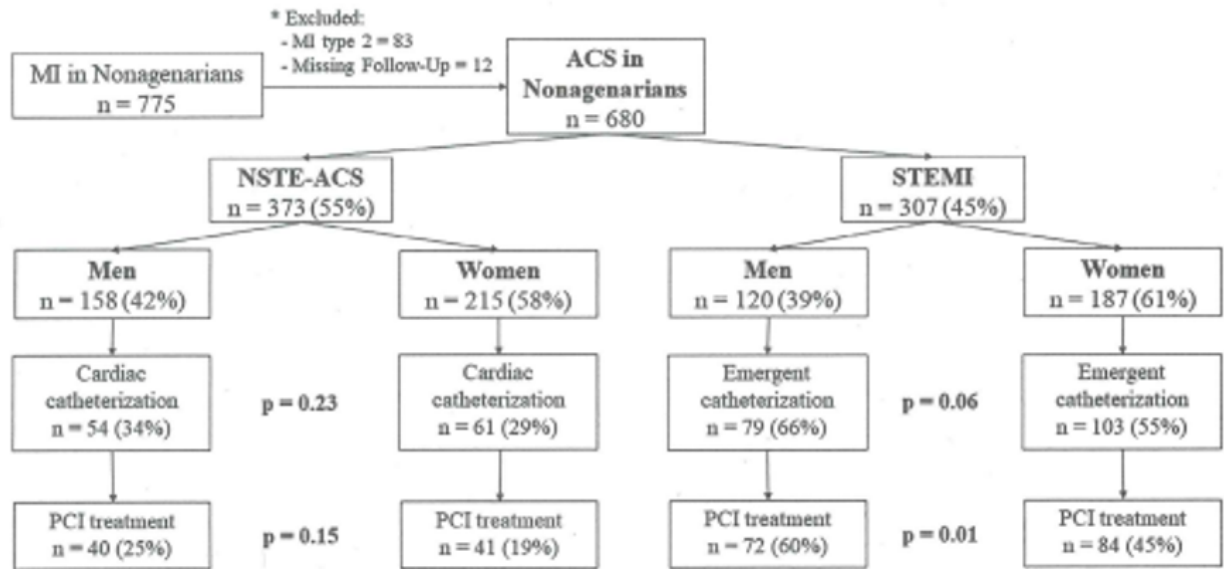 * Excluded:
- MI type 2 = 83
- Missing Follow-Up = 12
MI in Nonagenarians
n = 775
ACS in
Nonagenarians
n = 680
NSTE-ACS
n = 373 (55%)
STEMI
n = 307 (45%)
Men
n = 158 (42%)
Women
n = 215 (58%)
Men
n = 120 (39%)
Women
n = 187 (61%)
Cardiac
catheterization
n = 54 (34%)
p = 0.23
Cardiac
catheterization
n = 61 (29%)
Emergent
catheterization
n = 79 (66%)
p = 0.06
Emergent
catheterization
n = 103 (55%)
PCI treatment
n = 40 (25%)
p = 0.15
PCI treatment
n = 41 (19%)
PCI treatment
n = 72 (60%)
p = 0.01
PCI treatment
n = 84 (45%)